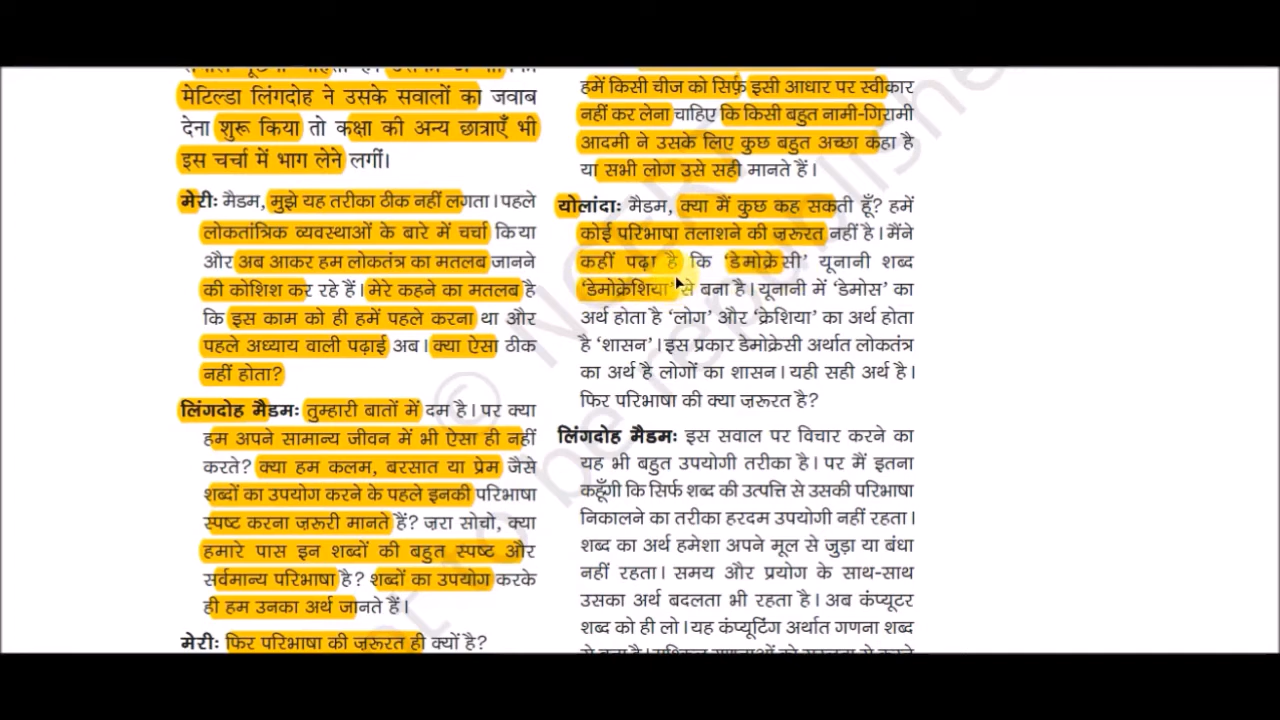 मेटिल्डा लिंगदोह ने उसके सवालों का जवाब
देना शुरू किया तो कक्षा की अन्य छात्राएँ भी
इस चर्चा में भाग लेने लगीं।
मेरी: मैडम, मुझे यह तरीका ठीक नहीं लगता। पहले
लोकतांत्रिक व्यवस्थाओं के बारे में चर्चा किया
और अब आकर हम लोकतंत्र का मतलब जानने
की कोशिश कर रहे हैं। मेरे कहने का मतलब है
कि इस काम को ही हमें पहले करना था और
पहले अध्याय वाली पढ़ाई अब। क्या ऐसा ठीक
नहीं होता?
लिंगदोह मैडम: तुम्हारी बातों में दम है। पर क्या
हम अपने सामान्य जीवन में भी ऐसा ही नहीं
करते? क्या हम कलम, बरसात या प्रेम जैसे
शब्दों का उपयोग करने के पहले इनकी परिभाषा
स्पष्ट करना ज़रूरी मानते हैं? ज़रा सोचो, क्या
हमारे पास इन शब्दों की बहुत स्पष्ट और
सर्वमान्य परिभाषा है? शब्दों का उपयोग करके
ही हम उनका अर्थ जानते हैं।
मेरी: फिर परिभाषा की ज़रूरत ही क्यों है?
हमें किसी चीज को सिर्फ़ इसी आधार पर स्वीकार
नहीं कर लेना चाहिए कि किसी बहुत नामी-गिरामी
आदमी ने उसके लिए कुछ बहुत अच्छा कहा है
या सभी लोग उसे सही मानते हैं।
योलांदा: मैडम, क्या मैं कुछ कह सकती हूँ? हमें
कोई परिभाषा तलाशने की ज़रूरत नहीं है। मैंने
कहीं पढ़ा है कि ‘डेमोक्रेसी’ यूनानी शब्द
‘डेमोक्रेशिया’ से बना है। यूनानी में ‘डेमोस’ का
अर्थ होता है ‘लोग’ और ‘क्रेशिया’ का अर्थ होता
है ‘शासन’। इस प्रकार डेमोक्रेसी अर्थात लोकतंत्र
का अर्थ है लोगों का शासन। यही सही अर्थ है।
फिर परिभाषा की क्या ज़रूरत है?
लिंगदोह मैडम: इस सवाल पर विचार करने का
यह भी बहुत उपयोगी तरीका है। पर मैं इतना
कहूँगी कि सिर्फ शब्द की उत्पत्ति से उसकी परिभाषा
निकालने का तरीका हरदम उपयोगी नहीं रहता।
शब्द का अर्थ हमेशा अपने मूल से जुड़ा या बंधा
नहीं रहता। समय और प्रयोग के साथ-साथ
उसका अर्थ बदलता भी रहता है। अब कंप्यूटर
शब्द को ही लो। यह कंप्यूटिंग अर्थात गणना शब्द